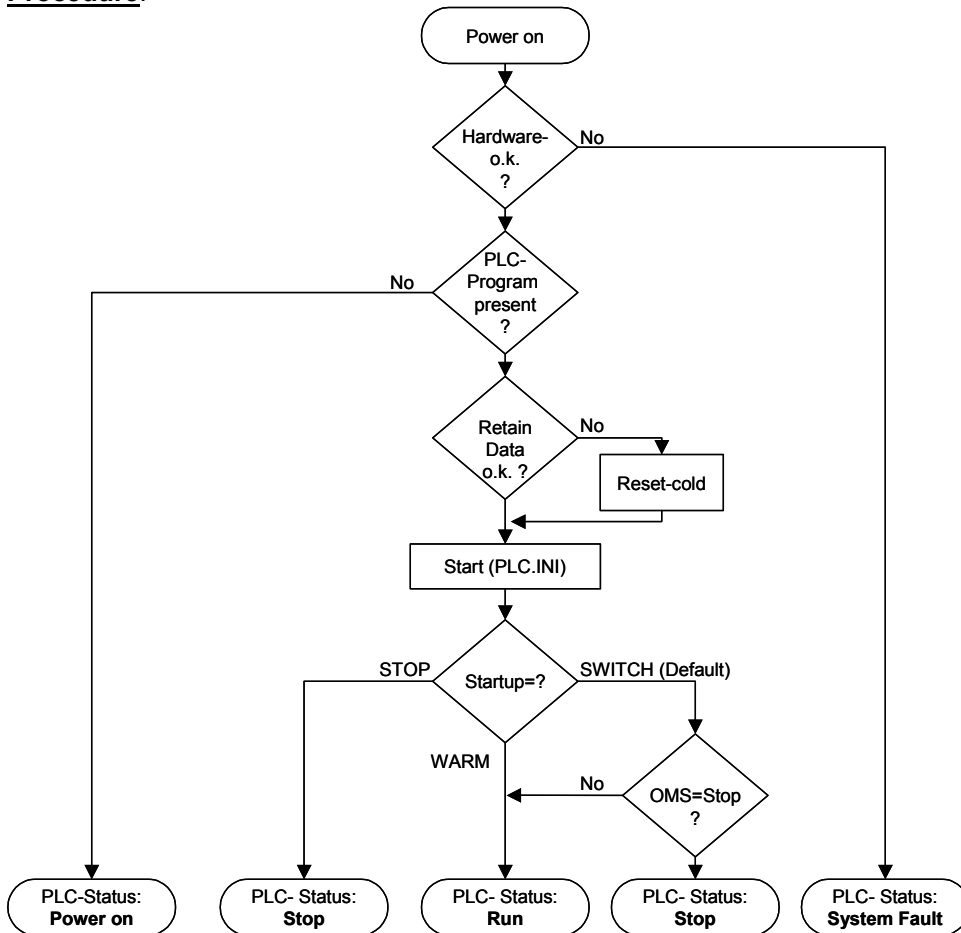 Procedure:
Power on
Hardware-
o.k.
?
No
PLC-
Program
present
?
No
Retain
Data
o.k. ?
No
Reset-cold
Start (PLC.INI)
Startup=?
STOP
SWITCH (Default)
WARM
OMS=Stop
?
No
PLC-Status:
Power on
PLC- Status:
Stop
PLC- Status:
Run
PLC- Status:
Stop
PLC- Status:
System Fault